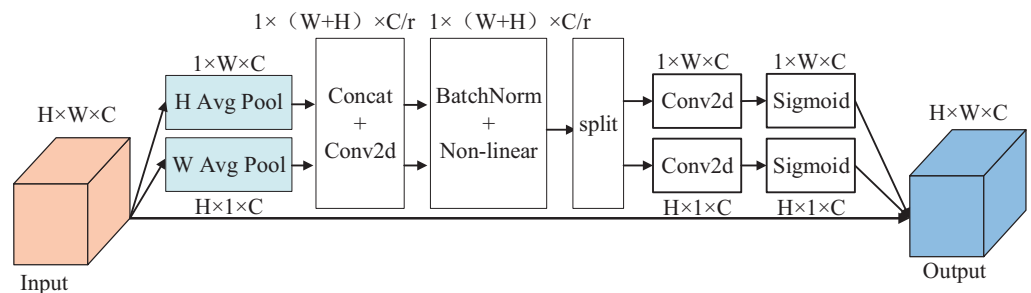 1×（W+H）×C/r
1×（W+H）×C/r
H×W×C
1×W×C
H Avg Pool
W Avg Pool
H×1×C
Concat
+
Conv2d
BatchNorm
+
Non-linear
split
1×W×C
1×W×C
Conv2d
Sigmoid
Conv2d
Sigmoid
H×1×C
H×1×C
H×W×C
Input
Output